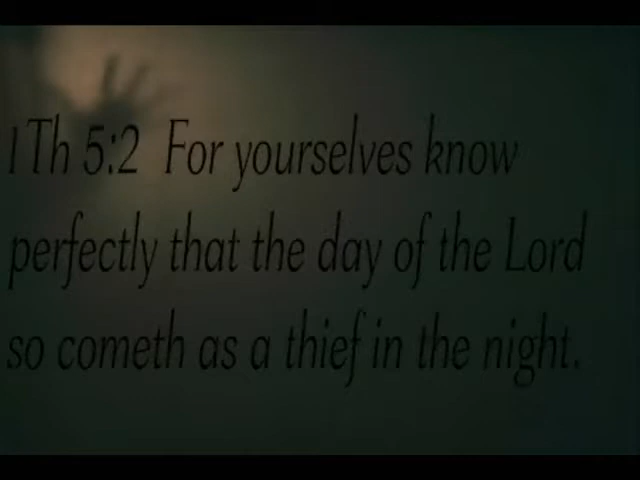 1Th 5:2 For yourselves know
perfectly that the day of the Lord
so cometh as a thief in the night.